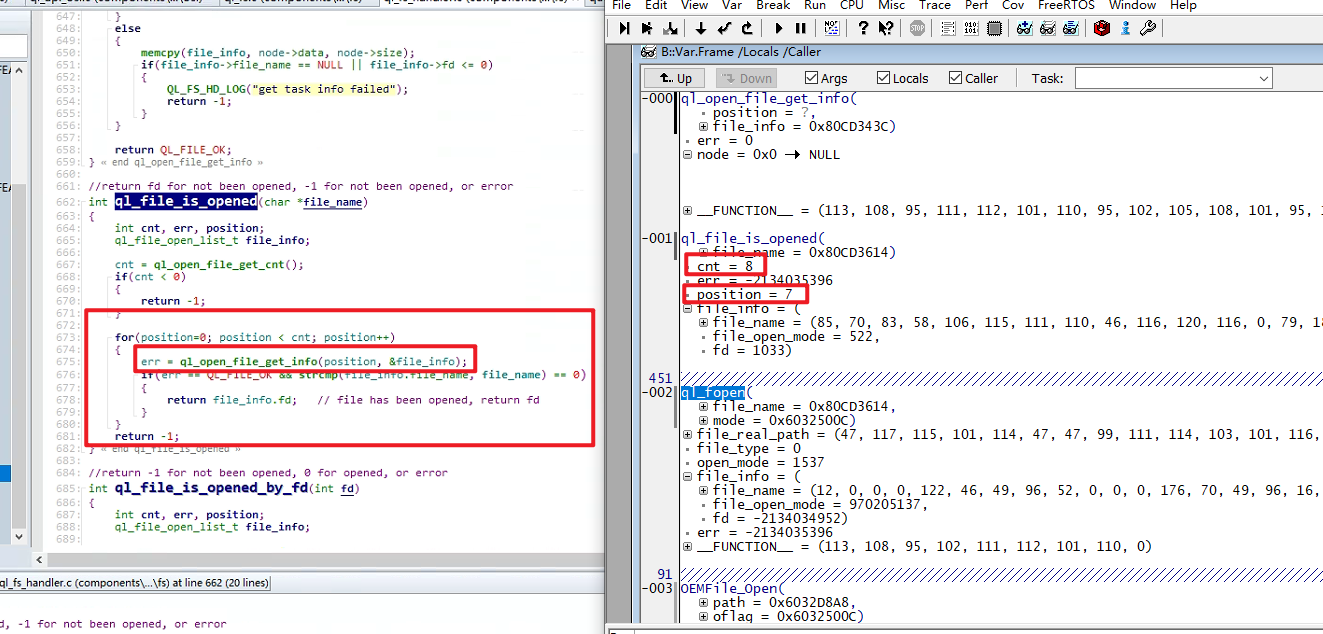 647: }
648: else
649: {
650: memcpy(file_info, node->data, node->size);
651: if(file_info->file_name == NULL || file_info->fd <= 0)
652: {
653: QL_FS_HD_LOG("get task info failed");
654: return -1;
655: }
656: }
657:
658: return QL_FILE_OK;
659: } « end ql_open_file_get_info »
660:
661: //return fd for not been opened, -1 for not been opened, or error
662: int ql_file_is_opened(char *file_name)
663: {
664: int cnt, err, position;
665: ql_file_open_list_t file_info;
666:
667: cnt = ql_open_file_get_cnt();
668: if(cnt < 0)
669: {
670: return -1;
671: }
672:
673: for(position=0; position < cnt; position++)
674: {
675: err = ql_open_file_get_info(position, &file_info);
676: if(err == QL_FILE_OK && strcmp(file_info.file_name, file_name) == 0)
677: {
678: return file_info.fd; // file has been opened, return fd
679: }
680: }
681: return -1;
682: } « end ql_file_is_opened »
683:
684: //return -1 for not been opened, 0 for opened, or error
685: int ql_file_is_opened_by_fd(int fd)
686: {
687: int cnt, err, position;
688: ql_file_open_list_t file_info;
689:
ql_fs_handler.c (components\...\fs) at line 662 (20 lines)
d, -1 for not been opened, or error
File Edit View Var Break Run CPU Misc Trace Perf Cov FreeRTOS Window Help
B::Var.Frame /Locals /Caller
Up Down Args Locals Caller Task:
-000 ql_open_file_get_info(
position = ?,
file_info = 0x80CD343C)
err = 0
node = 0x0 → NULL
__FUNCTION__ = (113, 108, 95, 111, 112, 101, 110, 95, 102, 105, 108, 101, 95,
-001 ql_file_is_opened(
file_name = 0x80CD3614)
cnt = 8
err = -2134035396
position = 7
file_info = (
file_name = (85, 70, 83, 58, 106, 115, 111, 110, 46, 116, 120, 116, 0, 79,
file_open_mode = 522,
fd = 1033)
451
-002 ql_fopen(
file_name = 0x80CD3614,
mode = 0x6032500C)
file_real_path = (47, 117, 115, 101, 114, 47, 47, 99, 111, 114, 103, 101, 116,
file_type = 0
open_mode = 1537
file_info = (
file_name = (12, 0, 0, 0, 122, 46, 49, 96, 52, 0, 0, 0, 176, 70, 49, 96, 16,
file_open_mode = 970205137,
fd = -2134034952)
err = -2134035396
__FUNCTION__ = (113, 108, 95, 102, 111, 112, 101, 110, 0)
91
-003 OEMFile_Open(
path = 0x6032D8A8,
oflag = 0x6032500C)